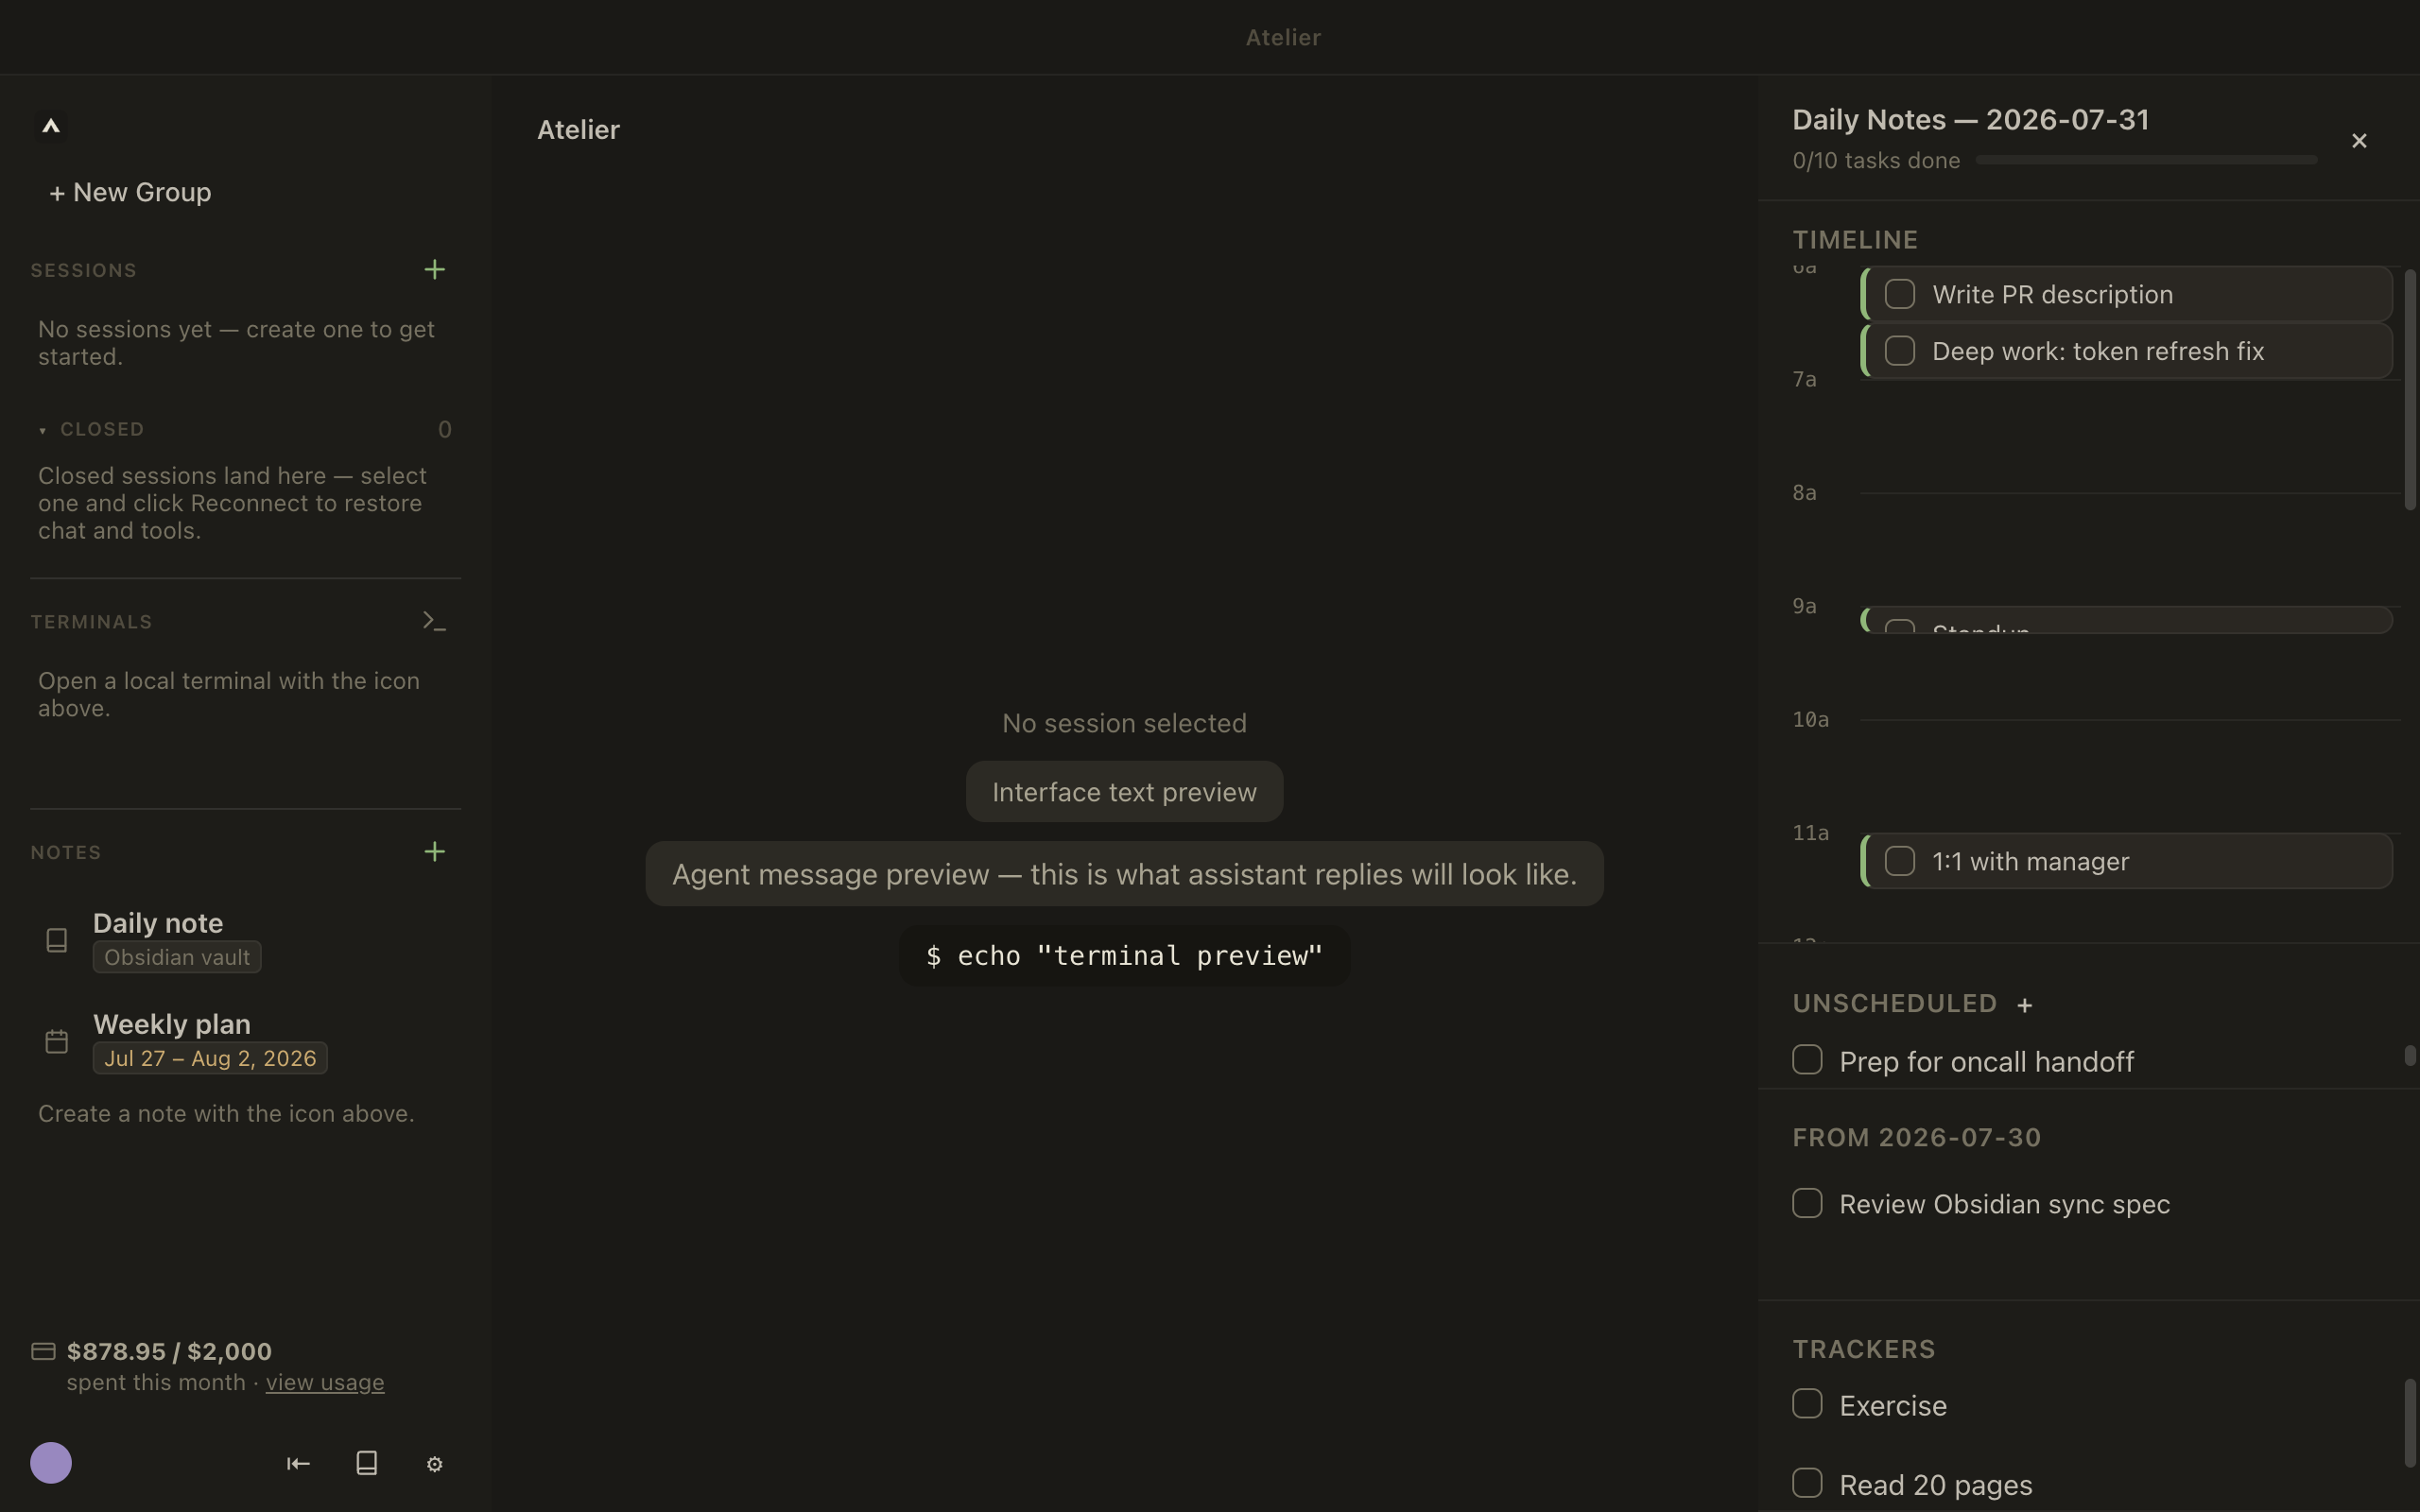 Atelier
+ New Group
SESSIONS
No sessions yet — create one to get
started.
CLOSED 0
Closed sessions land here — select
one and click Reconnect to restore
chat and tools.
TERMINALS
Open a local terminal with the icon
above.
NOTES
Daily note
Obsidian vault
Weekly plan
Jul 27 – Aug 2, 2026
Create a note with the icon above.
$878.95 / $2,000
spent this month · view usage
Atelier
No session selected
Interface text preview
Agent message preview — this is what assistant replies will look like.
$ echo "terminal preview"
Daily Notes — 2026-07-31
0/10 tasks done
TIMELINE
6a
Write PR description
Deep work: token refresh fix
7a
8a
9a
Standup
10a
11a
1:1 with manager
UNSCHEDULED +
Prep for oncall handoff
FROM 2026-07-30
Review Obsidian sync spec
TRACKERS
Exercise
Read 20 pages